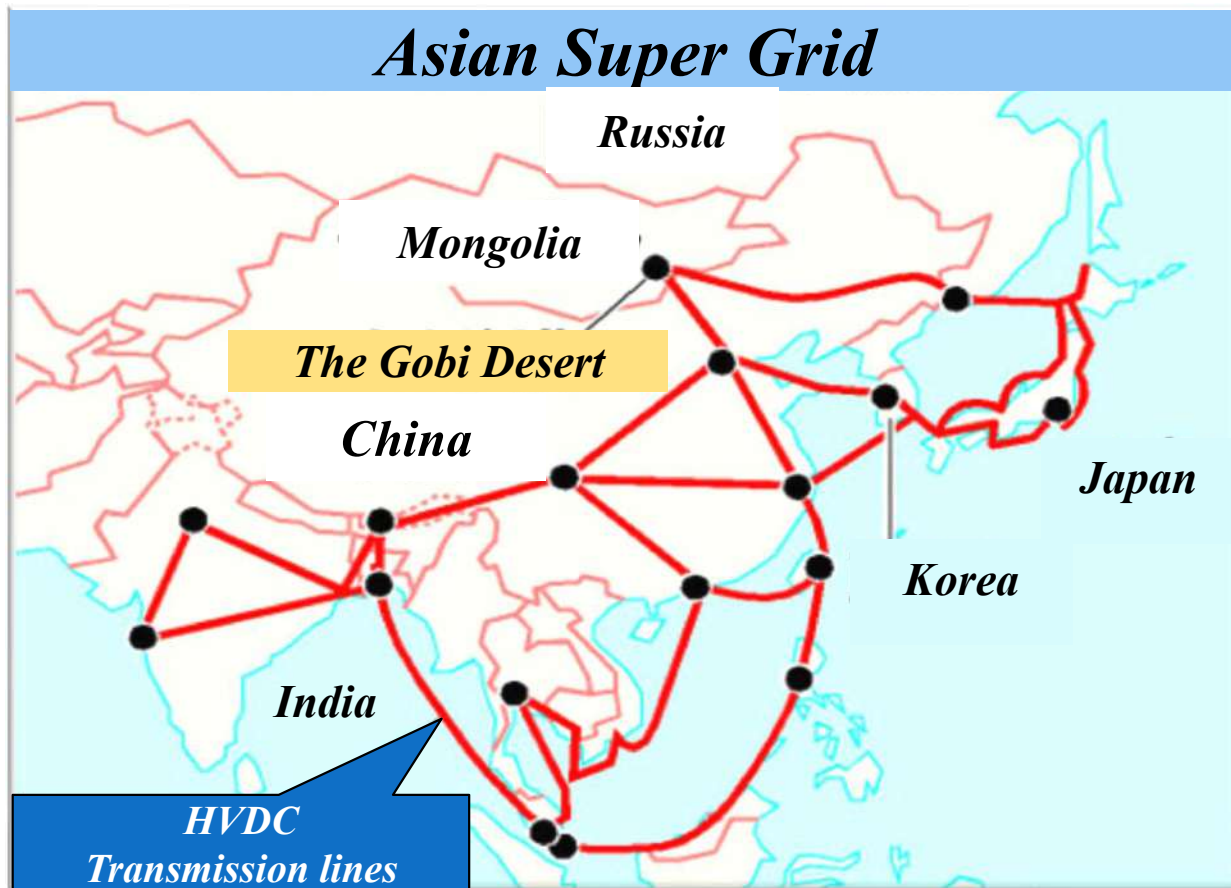 Asian Super Grid
Russia
Mongolia
The Gobi Desert
China
Japan
Korea
India
HVDC
Transmission lines